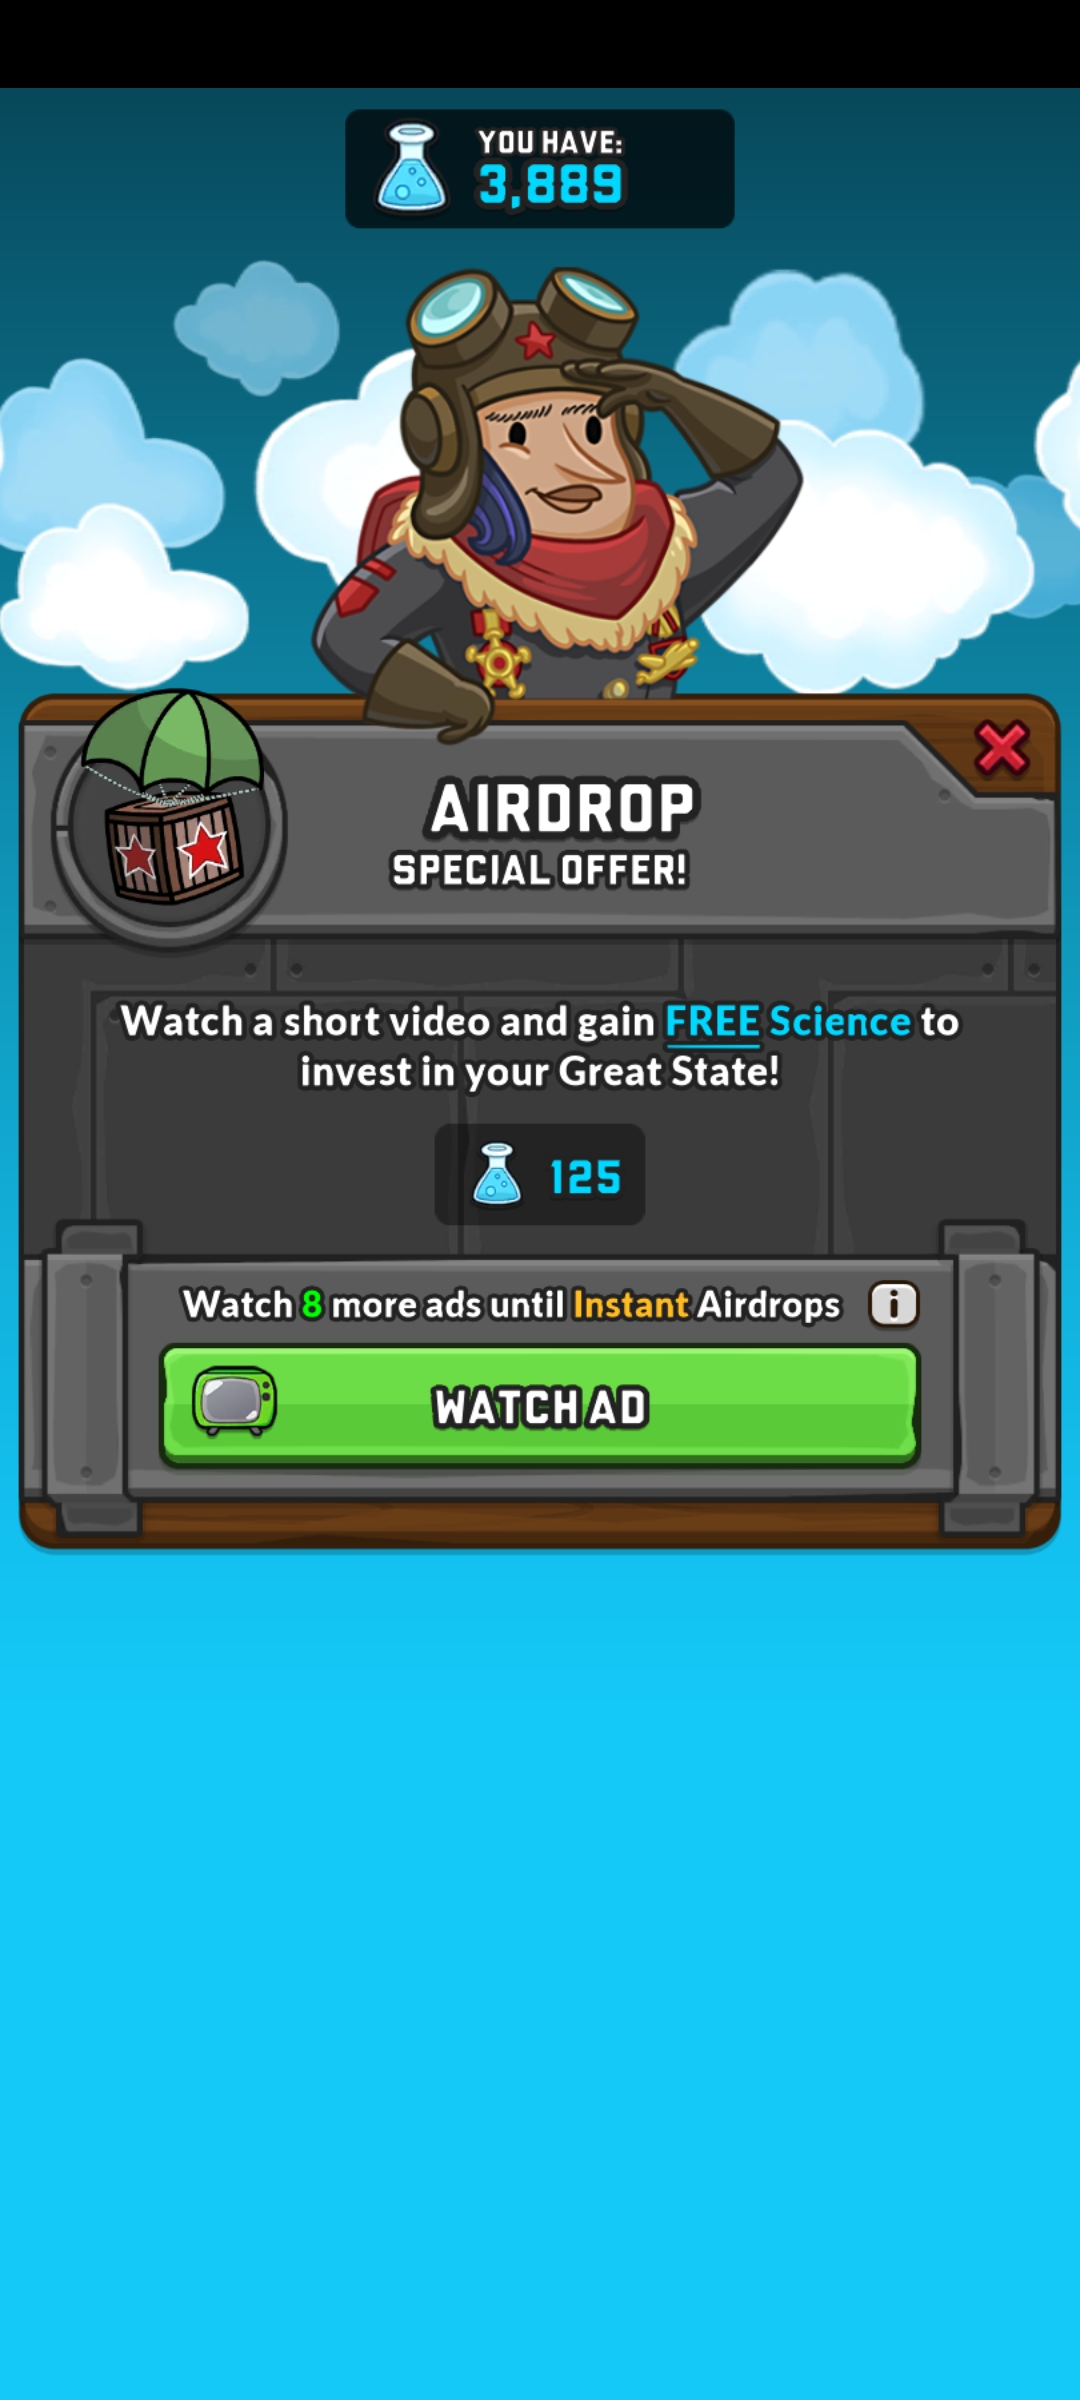 YOU HAVE:
3,889
AIRDROP
SPECIAL OFFER!
Watch a short video and gain FREE Science to
invest in your Great State!
125
Watch 8 more ads until Instant Airdrops
i
WATCH AD